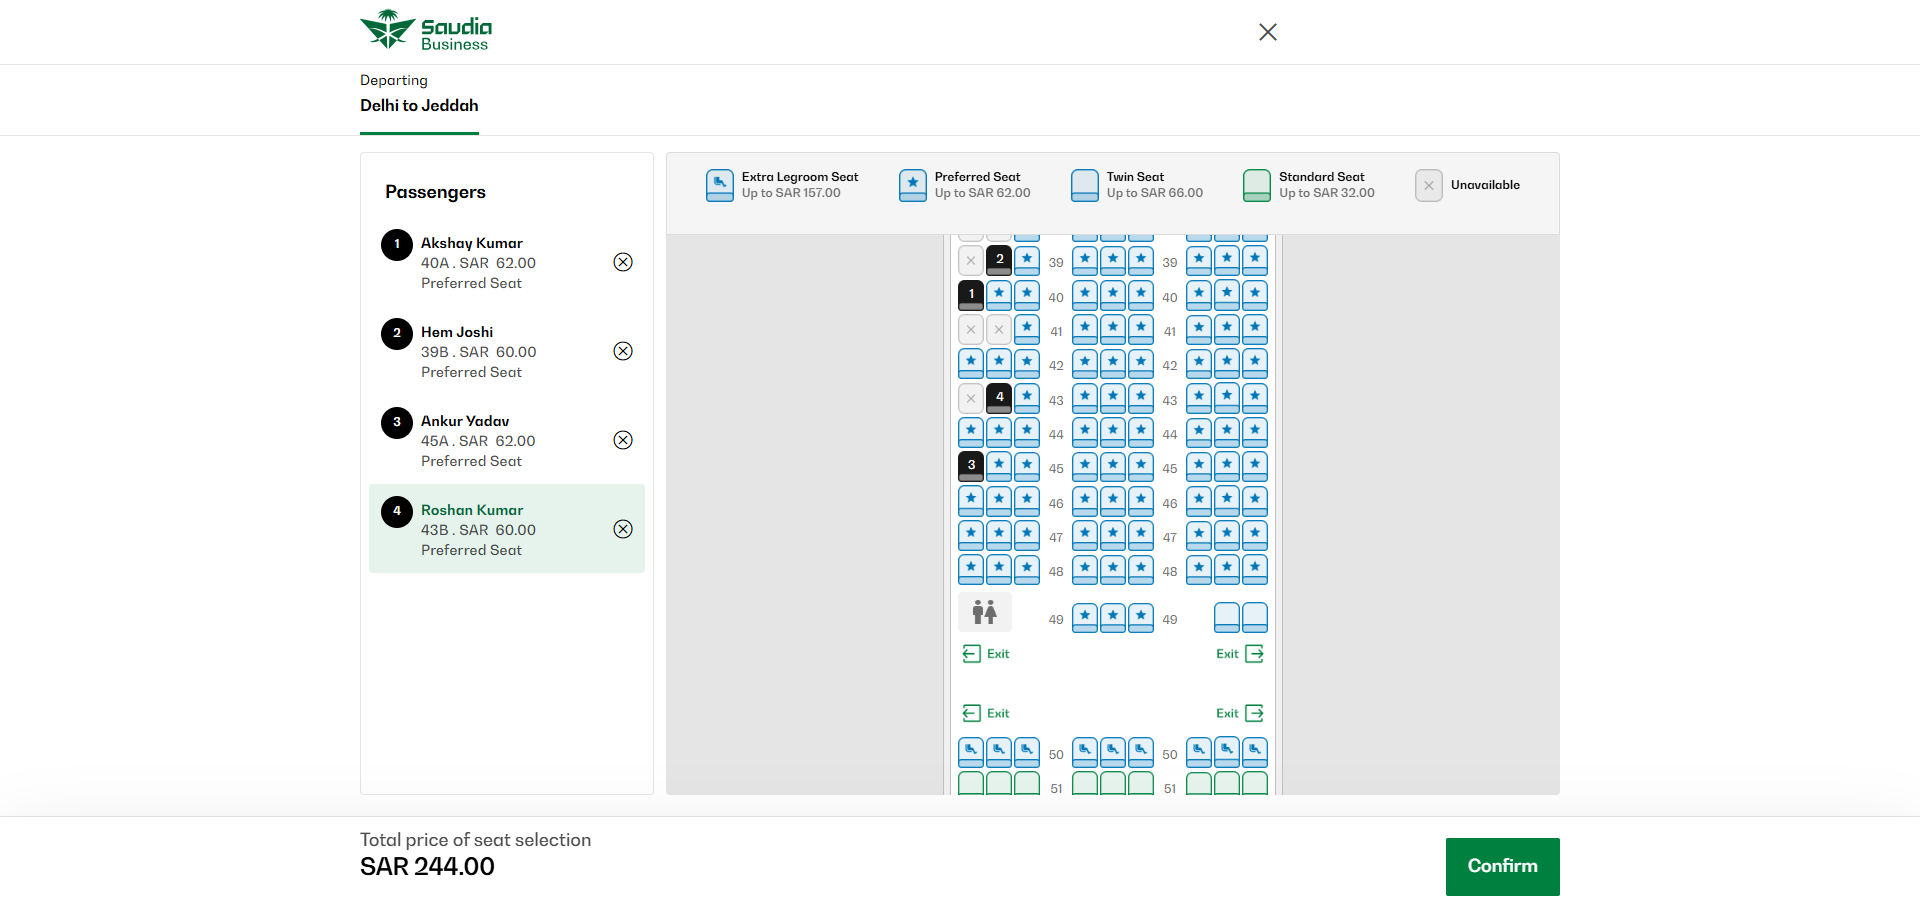 Saudia
Business
Departing
Delhi to Jeddah
Passengers
1
Akshay Kumar
40A . SAR 62.00
Preferred Seat
2
Hem Joshi
39B . SAR 60.00
Preferred Seat
3
Ankur Yadav
45A . SAR 62.00
Preferred Seat
4
Roshan Kumar
43B . SAR 60.00
Preferred Seat
Extra Legroom Seat
Up to SAR 157.00
Preferred Seat
Up to SAR 62.00
Twin Seat
Up to SAR 66.00
Standard Seat
Up to SAR 32.00
Unavailable
2 39 39
1 40 40
41 41
42 42
4 43 43
44 44
3 45 45
46 46
47 47
48 48
49 49
Exit Exit
Exit Exit
50 50
51 51
Total price of seat selection
SAR 244.00
Confirm